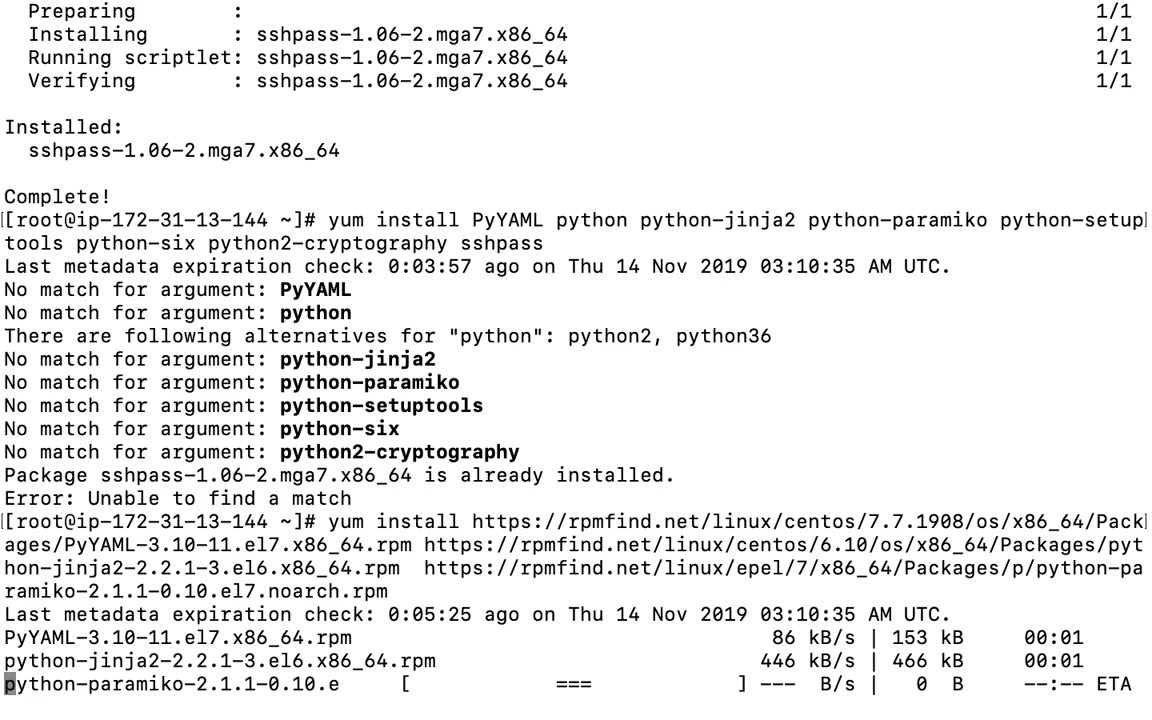 Preparing        :                                                                       1/1
Installing       : sshpass-1.06-2.mga7.x86_64                                            1/1
Running scriptlet: sshpass-1.06-2.mga7.x86_64                                            1/1
Verifying        : sshpass-1.06-2.mga7.x86_64                                            1/1
Installed:
sshpass-1.06-2.mga7.x86_64
Complete!
[root@ip-172-31-13-144 ~]# yum install PyYAML python python-jinja2 python-paramiko python-setup
tools python-six python2-cryptography sshpass
Last metadata expiration check: 0:03:57 ago on Thu 14 Nov 2019 03:10:35 AM UTC.
No match for argument: PyYAML
No match for argument: python
There are following alternatives for "python": python2, python36
No match for argument: python-jinja2
No match for argument: python-paramiko
No match for argument: python-setuptools
No match for argument: python-six
No match for argument: python2-cryptography
Package sshpass-1.06-2.mga7.x86_64 is already installed.
Error: Unable to find a match
[root@ip-172-31-13-144 ~]# yum install https://rpmfind.net/linux/centos/7.7.1908/os/x86_64/Pack
ages/PyYAML-3.10-11.el7.x86_64.rpm https://rpmfind.net/linux/centos/6.10/os/x86_64/Packages/pyt
hon-jinja2-2.2.1-3.el6.x86_64.rpm  https://rpmfind.net/linux/epel/7/x86_64/Packages/p/python-pa
ramiko-2.1.1-0.10.el7.noarch.rpm
Last metadata expiration check: 0:05:25 ago on Thu 14 Nov 2019 03:10:35 AM UTC.
PyYAML-3.10-11.el7.x86_64.rpm                                   86 kB/s | 153 kB     00:01
python-jinja2-2.2.1-3.el6.x86_64.rpm                           446 kB/s | 466 kB     00:01
python-paramiko-2.1.1-0.10.e     [            ===            ] ---  B/s |   0  B     --:-- ETA